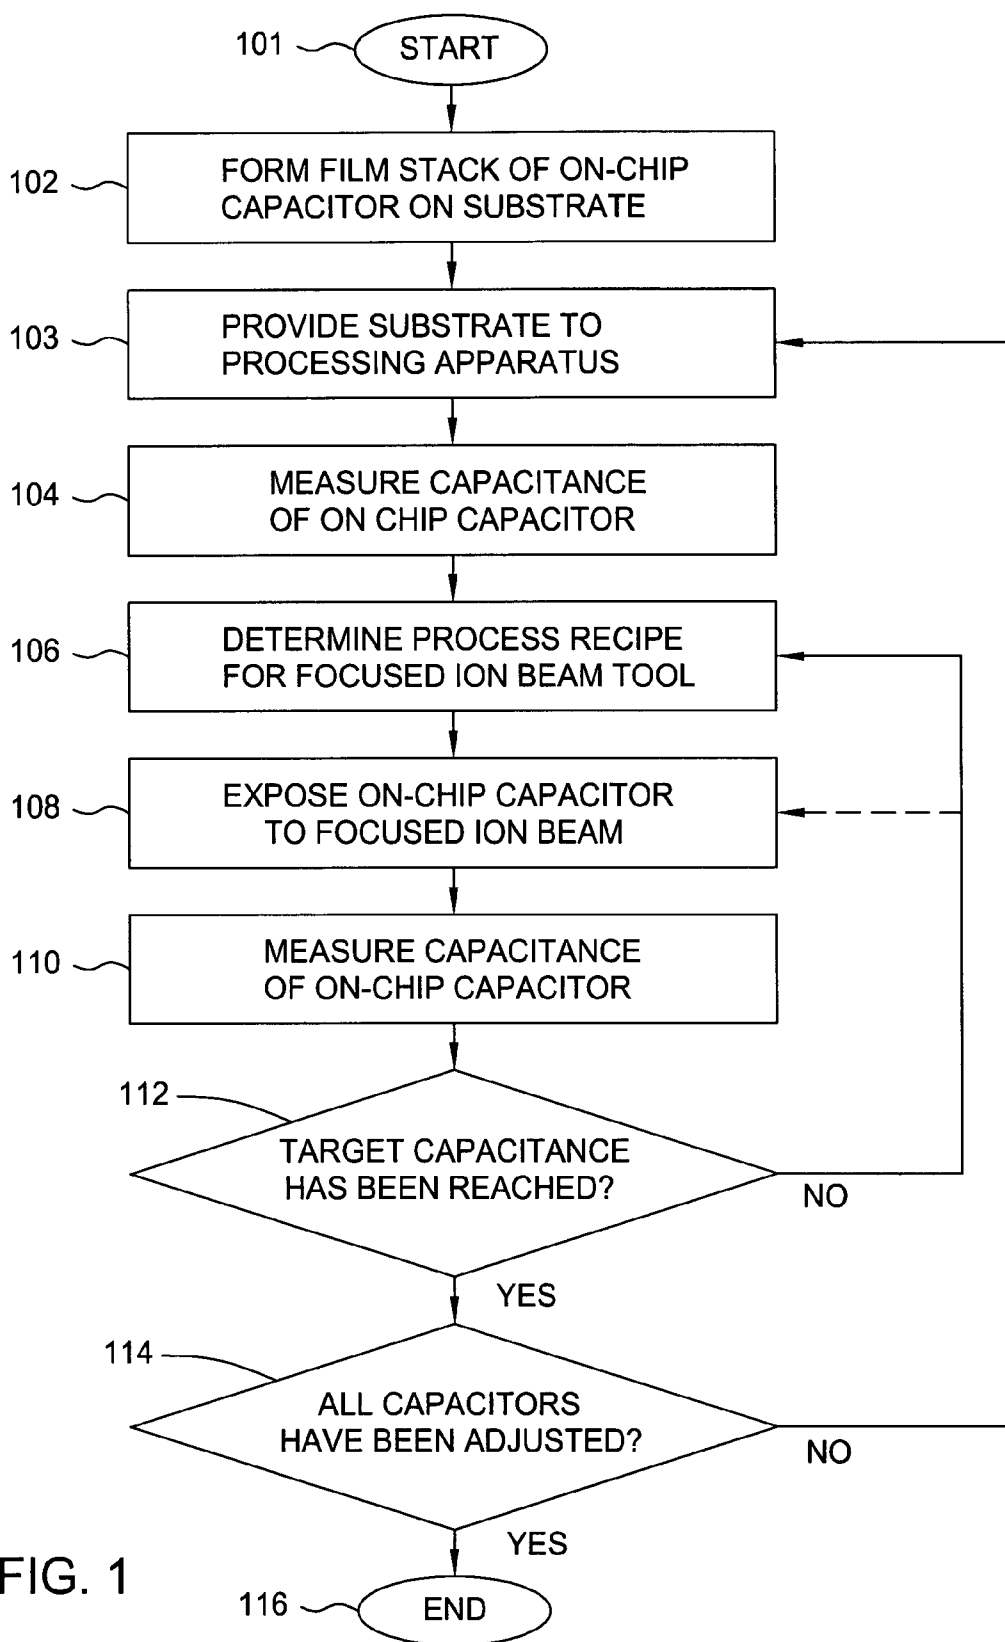 101
START
102
FORM FILM STACK OF ON-CHIP
CAPACITOR ON SUBSTRATE
103
PROVIDE SUBSTRATE TO
PROCESSING APPARATUS
104
MEASURE CAPACITANCE
OF ON CHIP CAPACITOR
106
DETERMINE PROCESS RECIPE
FOR FOCUSED ION BEAM TOOL
108
EXPOSE ON-CHIP CAPACITOR
TO FOCUSED ION BEAM
110
MEASURE CAPACITANCE
OF ON-CHIP CAPACITOR
112
TARGET CAPACITANCE
HAS BEEN REACHED?
NO
YES
114
ALL CAPACITORS
HAVE BEEN ADJUSTED?
NO
YES
FIG. 1
116
END